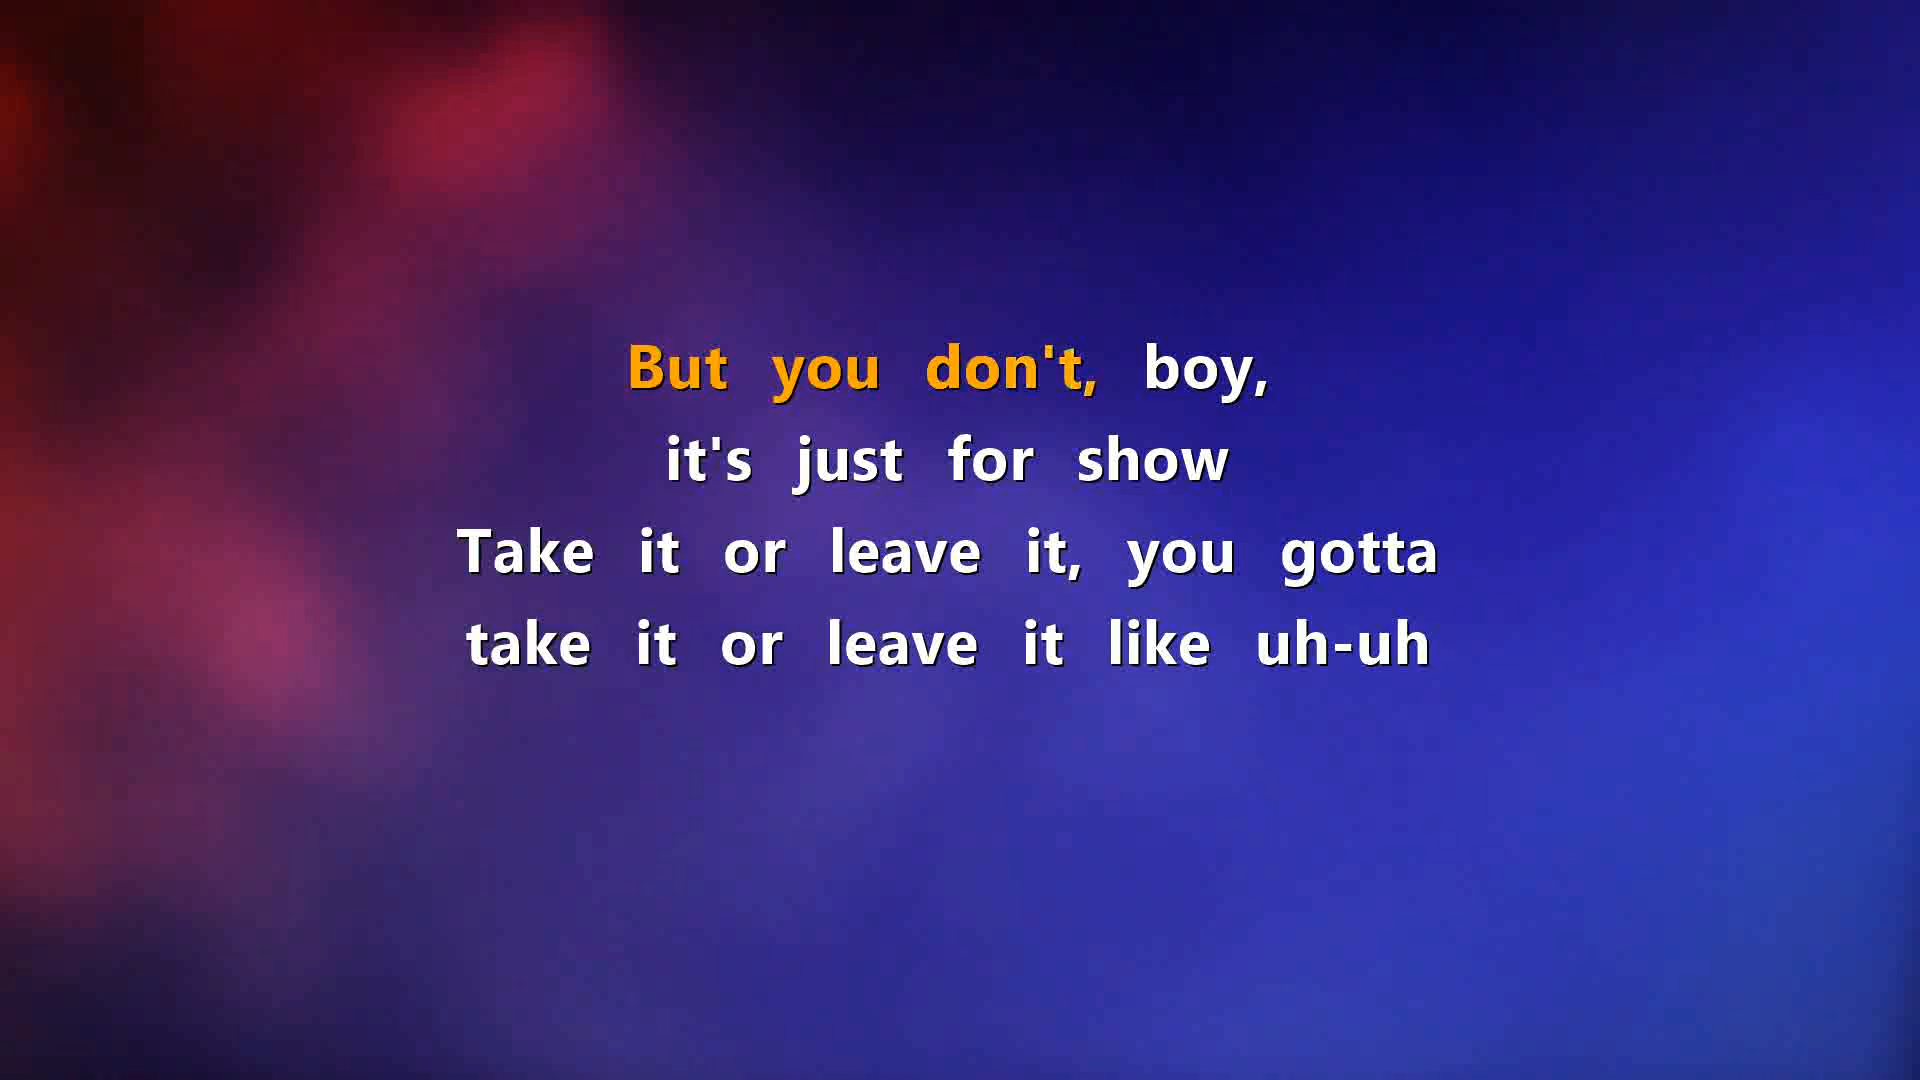 But you don't, boy,
it's just for show
Take it or leave it, you gotta
take it or leave it like uh-uh